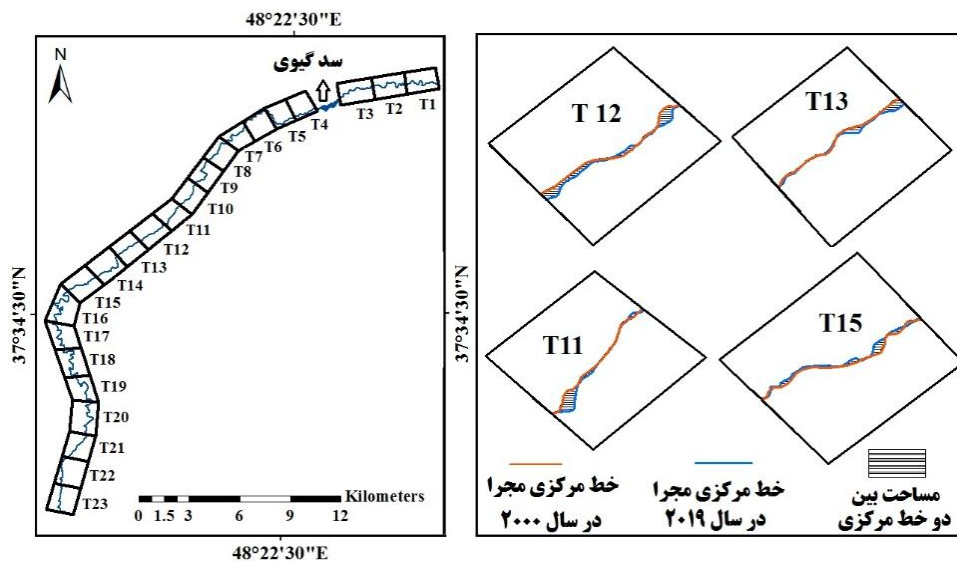 48°22'30"E
N
سد گیوی
T1
T2
T3
T4
T5
T6
T7
T8
T9
T10
T11
T12
T13
T14
T15
T16
T17
T18
T19
T20
T21
T22
T23
37°34'30"N
Kilometers
0 1.5 3 6 9 12
48°22'30"E
37°34'30"N
T 12
T13
T11
T15
خط مرکزی مجرا
در سال ۲۰۰۰
خط مرکزی مجرا
در سال ۲۰۱۹
مساحت بین
دو خط مرکزی